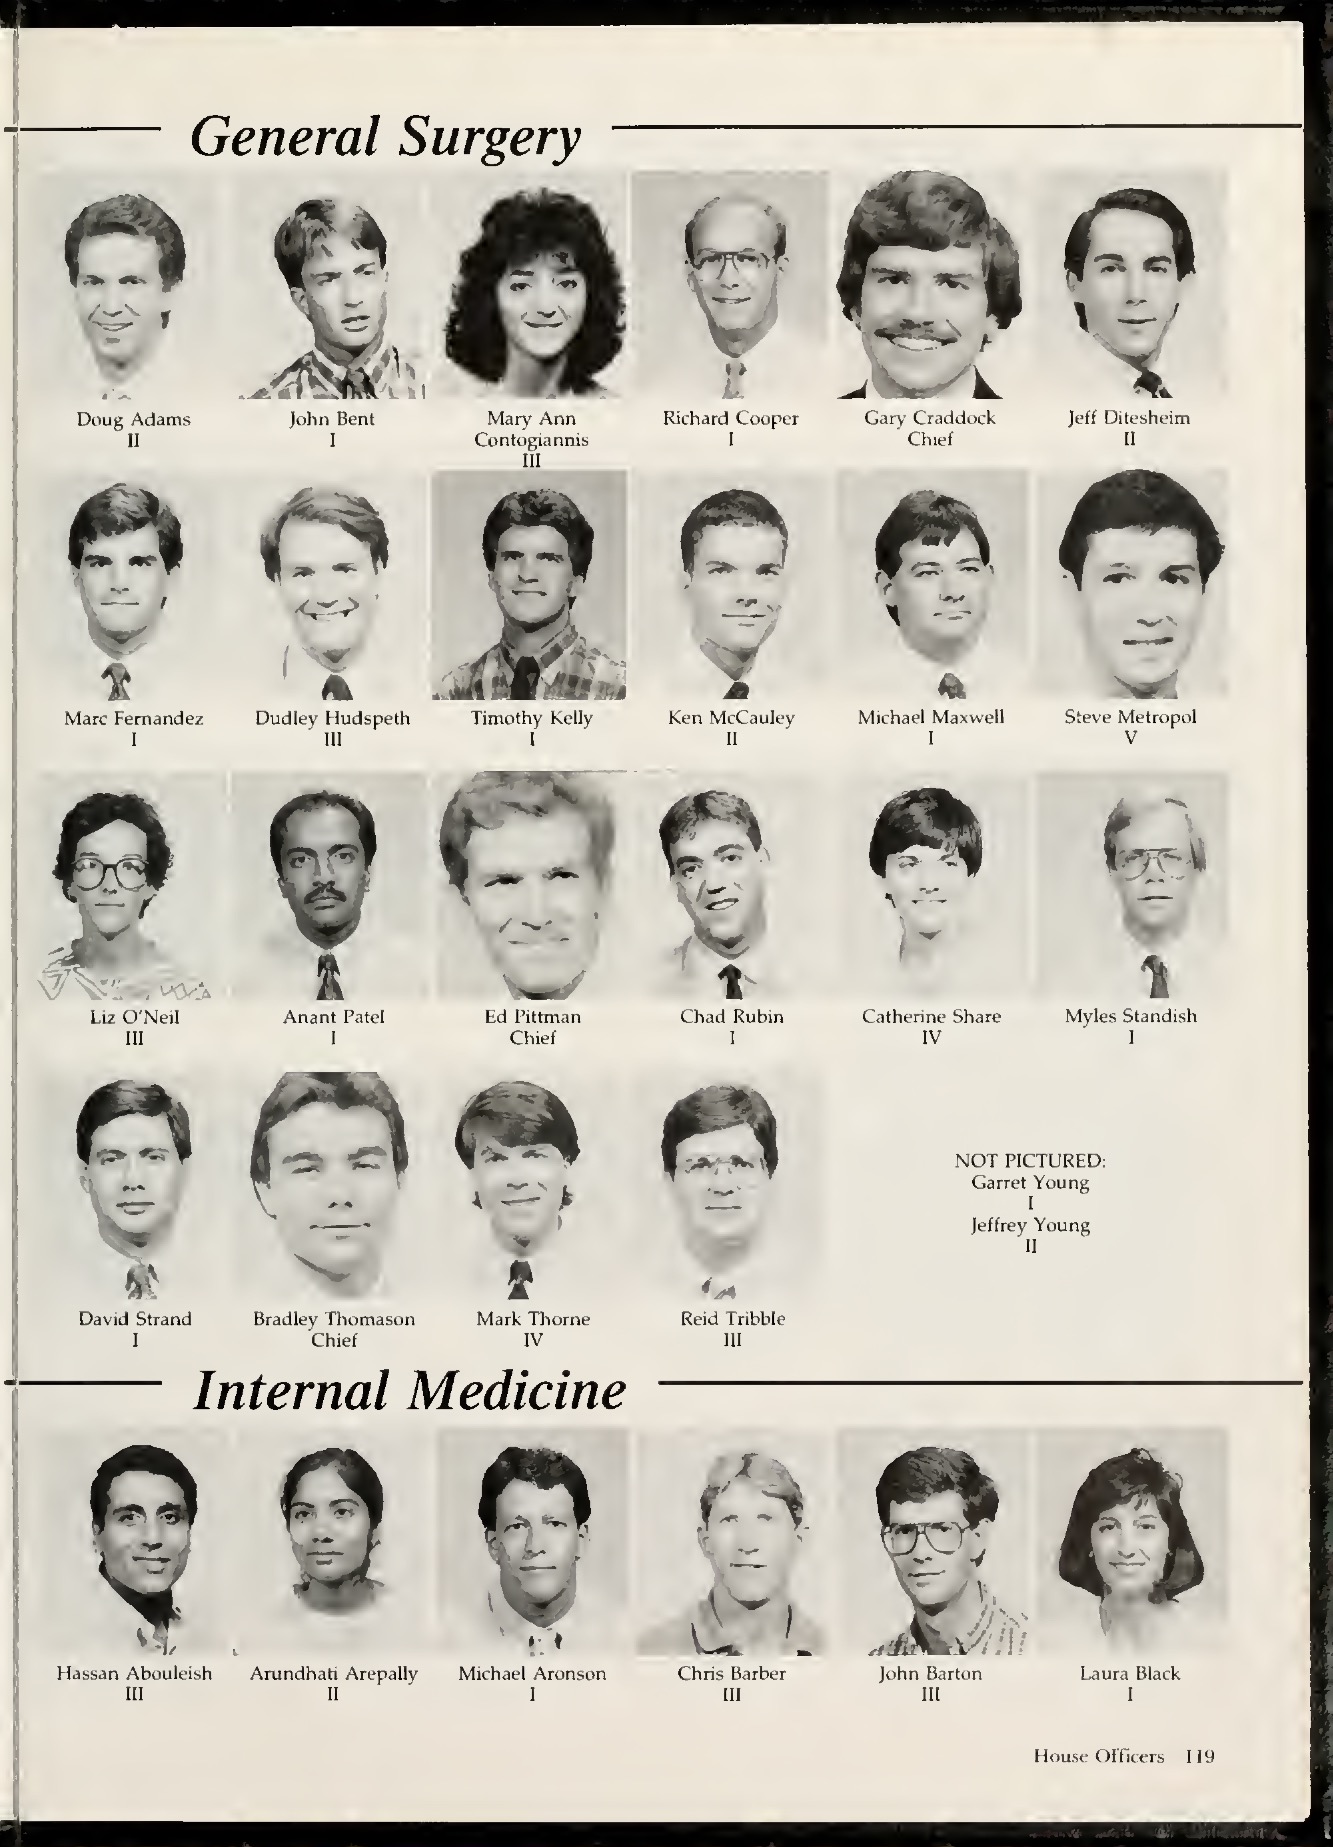 General Surgery
Doug Adams
II
John Bent
I
Mary Ann
Contogiannis
III
Richard Cooper
I
Gary Craddock
Chief
Jeff Ditesheim
II
Marc Fernandez
I
Dudley Hudspeth
III
Timothy Kelly
I
Ken McCauley
II
Michael Maxwell
I
Steve Metropol
V
Liz O'Neil
III
Anant Patel
I
Ed Pittman
Chief
Chad Rubin
I
Catherine Share
IV
Myles Standish
I
David Strand
I
Bradley Thomason
Chief
Mark Thorne
IV
Reid Tribble
III
NOT PICTURED:
Garret Young
I
Jeffrey Young
II
Internal Medicine
Hassan Abouleish
III
Arundhati Arepally
II
Michael Aronson
I
Chris Barber
III
John Barton
III
Laura Black
I
House Officers 119